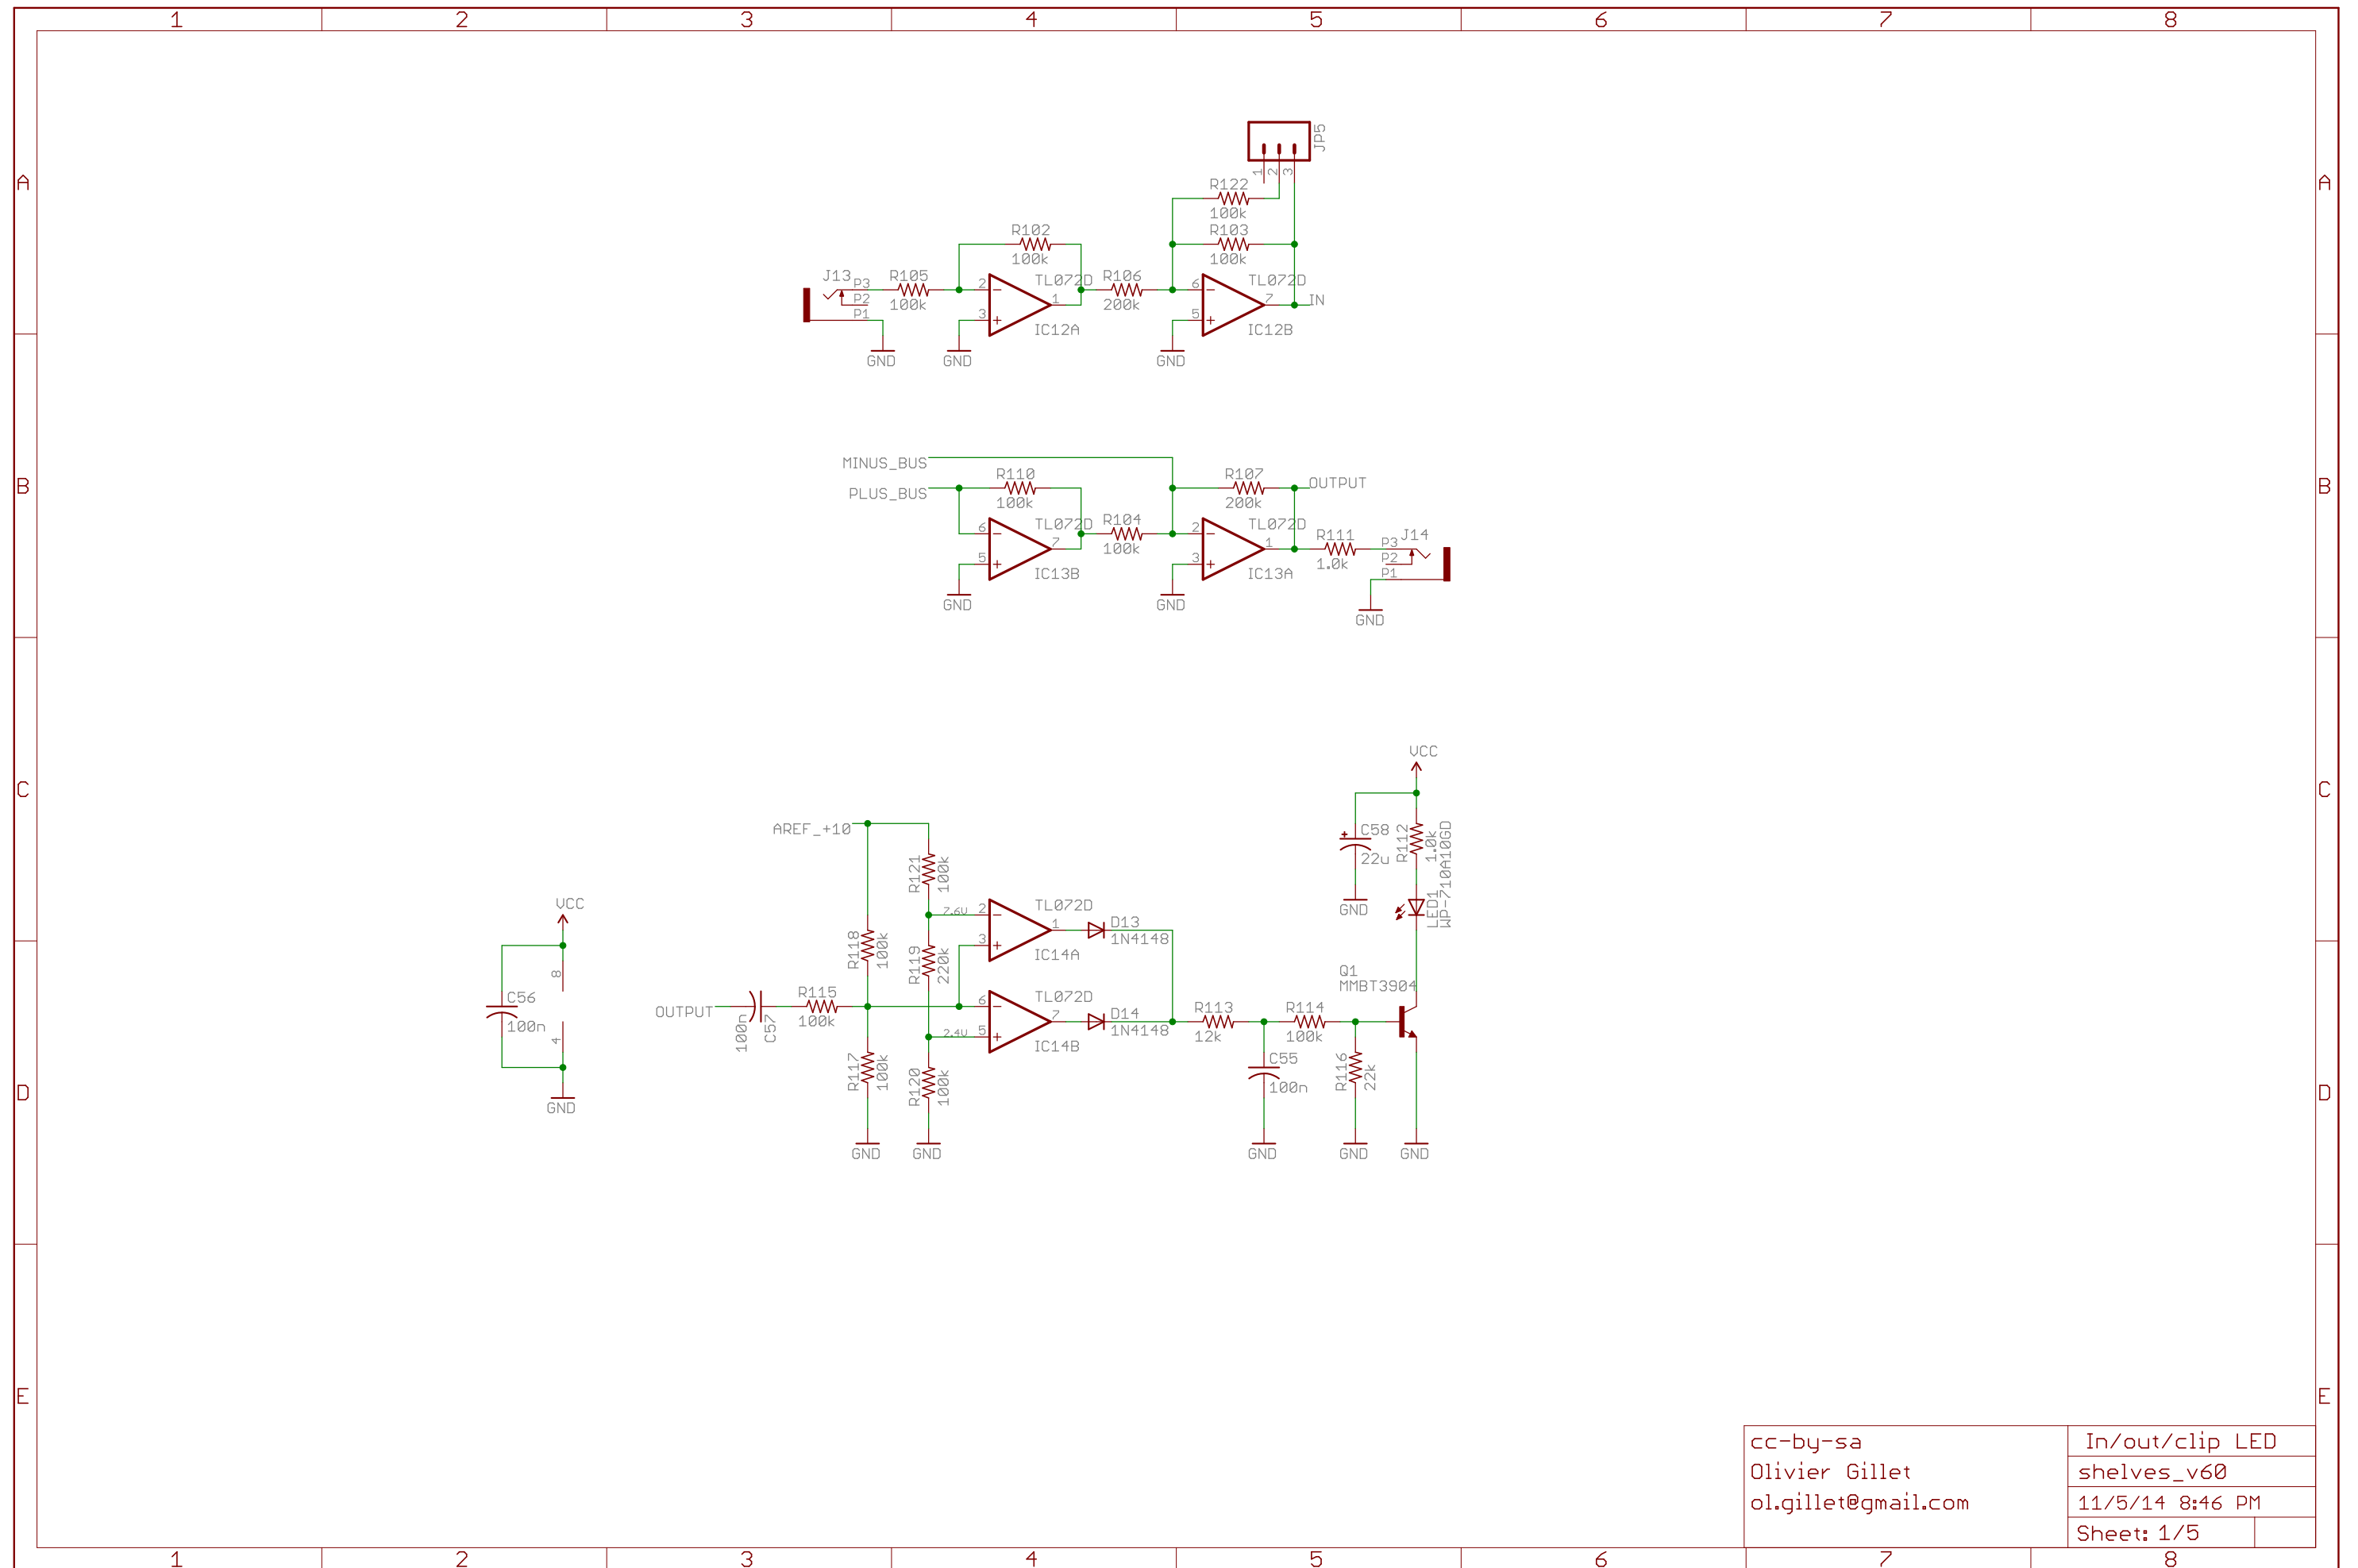 1 2 3 4 5 6 7 8
A A
JP5
1 2 3
R122
100k
R103
100k
R102
100k
J13 P3 R105
P2 100k
P1
2 TL072D
1
3
IC12A
R106
200k
6 TL072D
7 IN
5
IC12B
GND GND GND
B B
MINUS_BUS
PLUS_BUS
R110
100k
R107
200k
OUTPUT
6 TL072D
7
5
IC13B
R104
100k
2 TL072D
1
3
IC13A
R111
1.0k
P3 J14
P2
P1
GND GND GND
C C
VCC
C58
22u
R112
1.0k
LED1
WP-710A10GD
GND
AREF_+10
R121
100k
7.6V
2 TL072D
1
3
IC14A
D13
1N4148
VCC
8
C56
100n
4
GND
R118
100k
R119
220k
Q1
MMBT3904
OUTPUT
100n
C57
R115
100k
6 TL072D
7
2.4V 5
IC14B
D14
1N4148
R113
12k
R114
100k
C55
100n
R116
22k
R117
100k
R120
100k
GND GND GND GND GND
D D
E E
cc-by-sa
Olivier Gillet
ol.gillet@gmail.com
In/out/clip LED
shelves_v60
11/5/14 8:46 PM
Sheet: 1/5
1 2 3 4 5 6 7 8